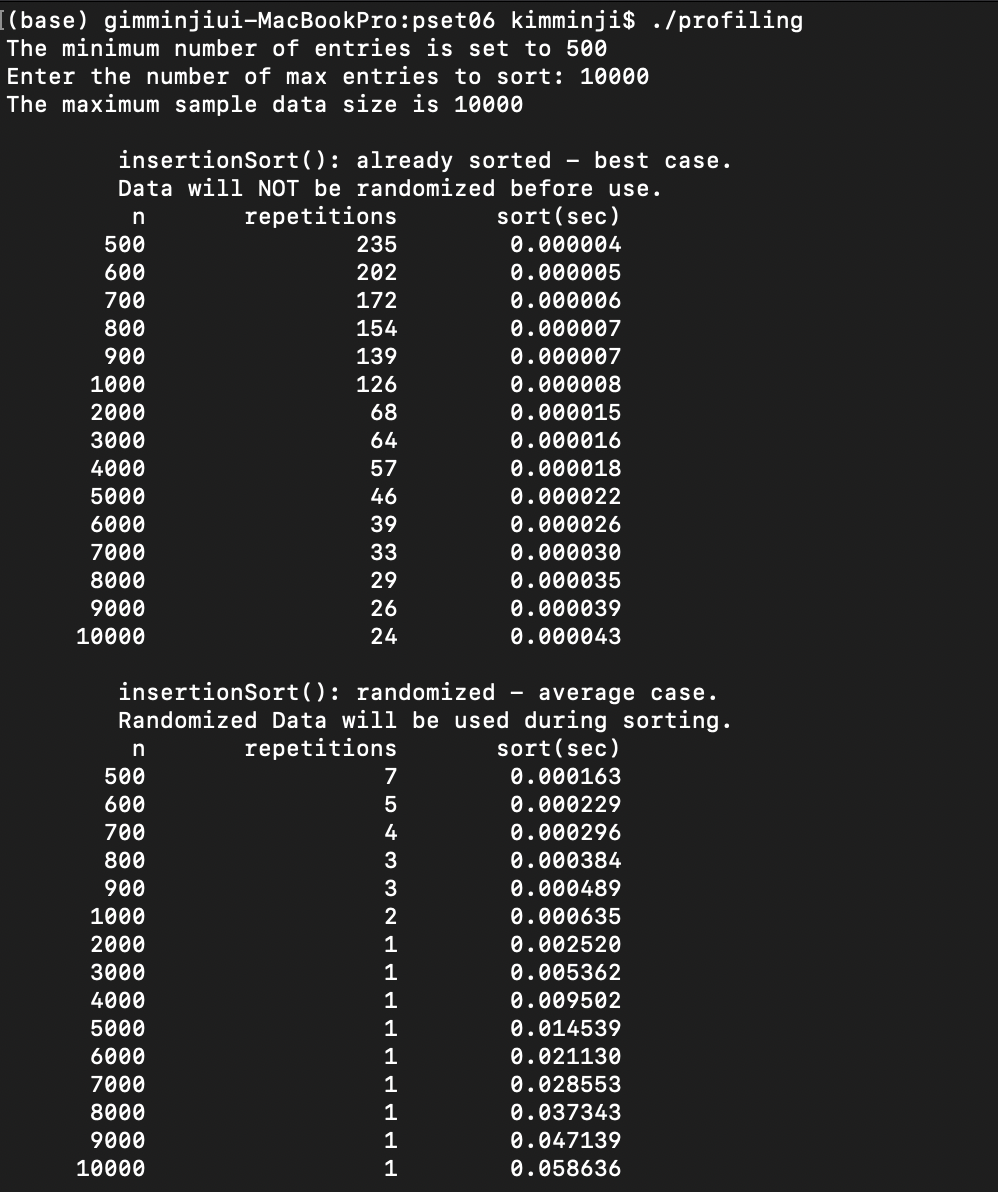 (base) gimminjiui-MacBookPro:pset06 kimminji$ ./profiling
The minimum number of entries is set to 500
Enter the number of max entries to sort: 10000
The maximum sample data size is 10000
insertionSort(): already sorted – best case.
Data will NOT be randomized before use.
n repetitions sort(sec)
500 235 0.000004
600 202 0.000005
700 172 0.000006
800 154 0.000007
900 139 0.000007
1000 126 0.000008
2000 68 0.000015
3000 64 0.000016
4000 57 0.000018
5000 46 0.000022
6000 39 0.000026
7000 33 0.000030
8000 29 0.000035
9000 26 0.000039
10000 24 0.000043
insertionSort(): randomized – average case.
Randomized Data will be used during sorting.
n repetitions sort(sec)
500 7 0.000163
600 5 0.000229
700 4 0.000296
800 3 0.000384
900 3 0.000489
1000 2 0.000635
2000 1 0.002520
3000 1 0.005362
4000 1 0.009502
5000 1 0.014539
6000 1 0.021130
7000 1 0.028553
8000 1 0.037343
9000 1 0.047139
10000 1 0.058636